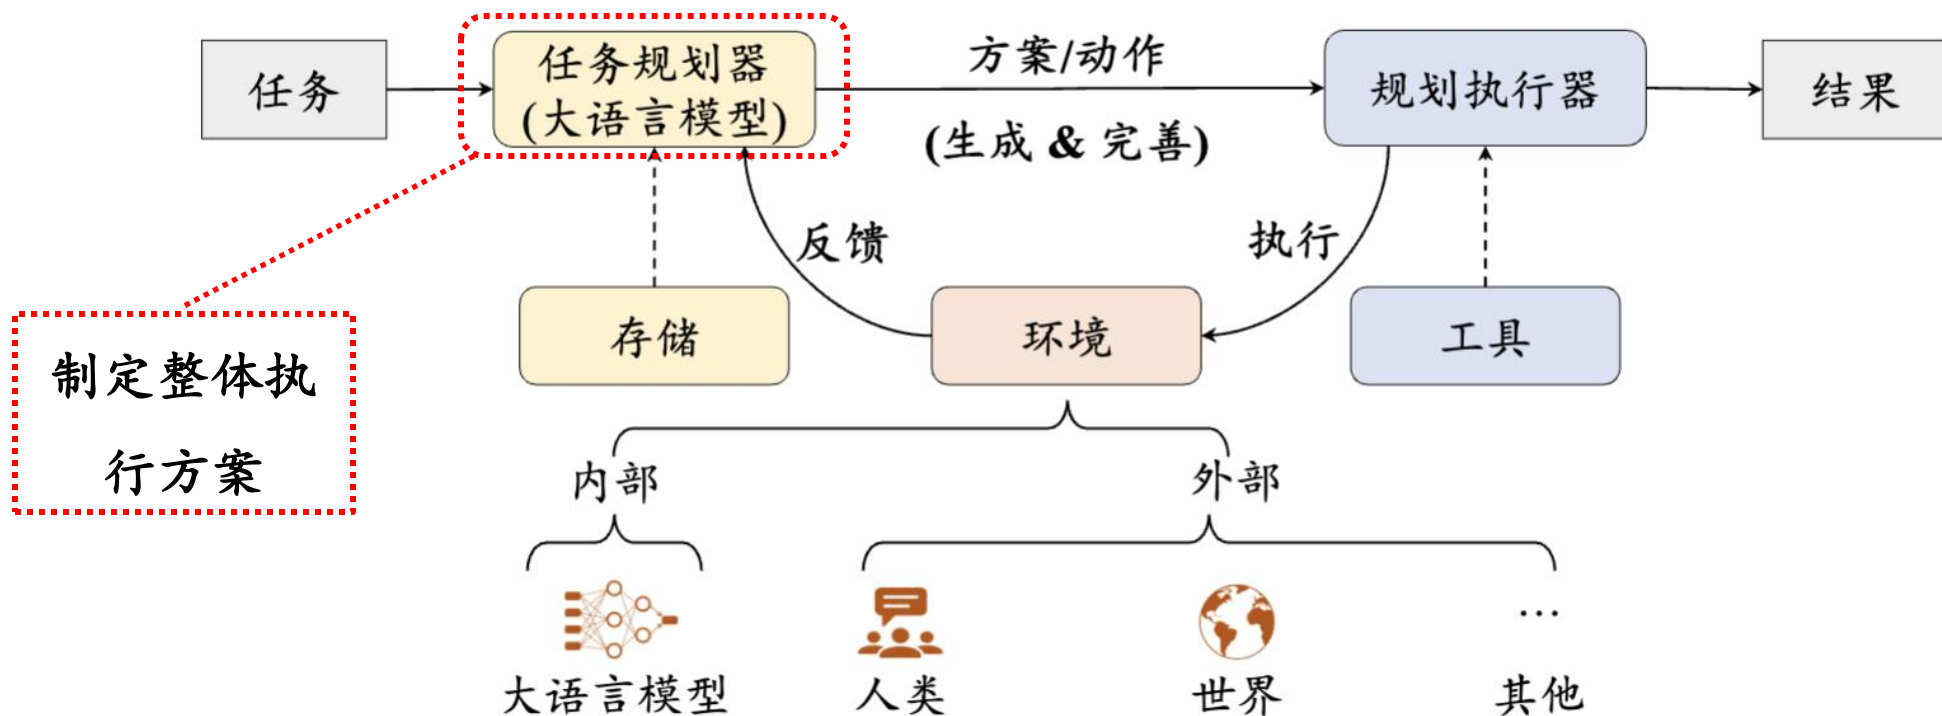 任务
任务规划器
(大语言模型)
方案/动作
(生成 & 完善)
规划执行器
结果
反馈
执行
存储
环境
工具
制定整体执
行方案
内部
外部
大语言模型
人类
世界
...
其他